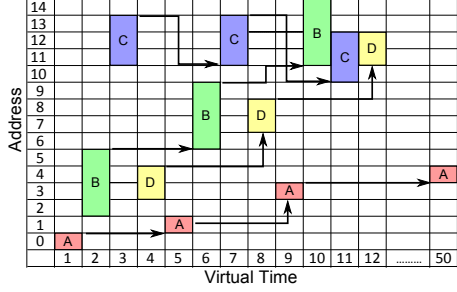 14
13
12
11
10
9
8
7
6
5
4
3
2
1
0
Address
C
C
B
C
D
B
D
B
D
A
A
A
A
1 2 3 4 5 6 7 8 9 10 11 12 ......... 50
Virtual Time